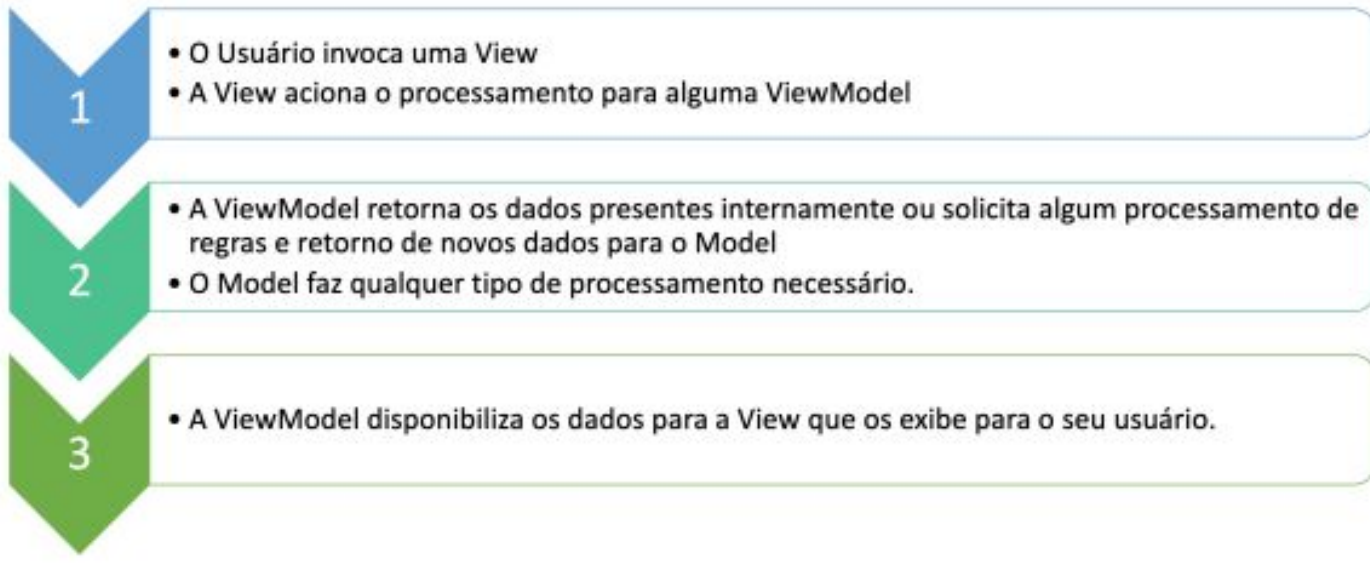 1
• O Usuário invoca uma View
• A View aciona o processamento para alguma ViewModel
2
• A ViewModel retorna os dados presentes internamente ou solicita algum processamento de
regras e retorno de novos dados para o Model
• O Model faz qualquer tipo de processamento necessário.
3
• A ViewModel disponibiliza os dados para a View que os exibe para o seu usuário.